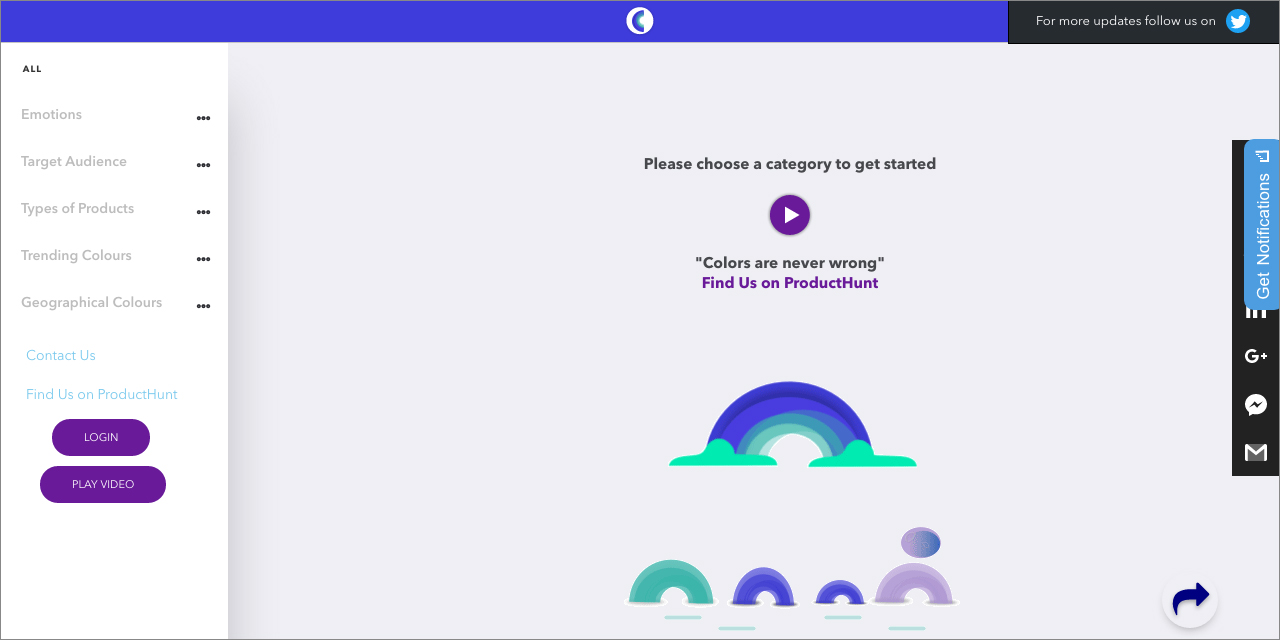 For more updates follow us on
ALL
Emotions
Target Audience
Types of Products
Trending Colours
Geographical Colours
Contact Us
Find Us on ProductHunt
LOGIN
PLAY VIDEO
Please choose a category to get started
"Colors are never wrong"
Find Us on ProductHunt
Get Notifications